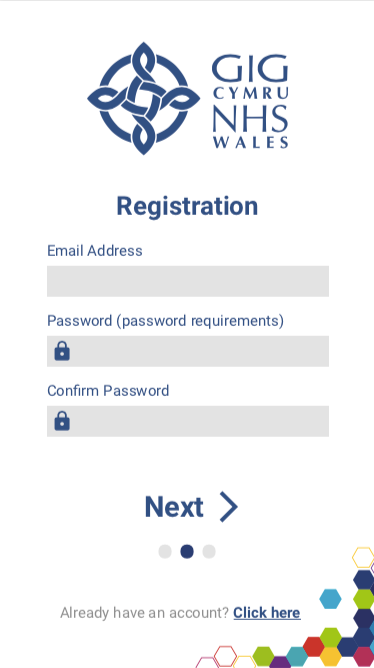 GIG
CYMRU
NHS
WALES
Registration
Email Address
Password (password requirements)
Confirm Password
Next
Already have an account? Click here